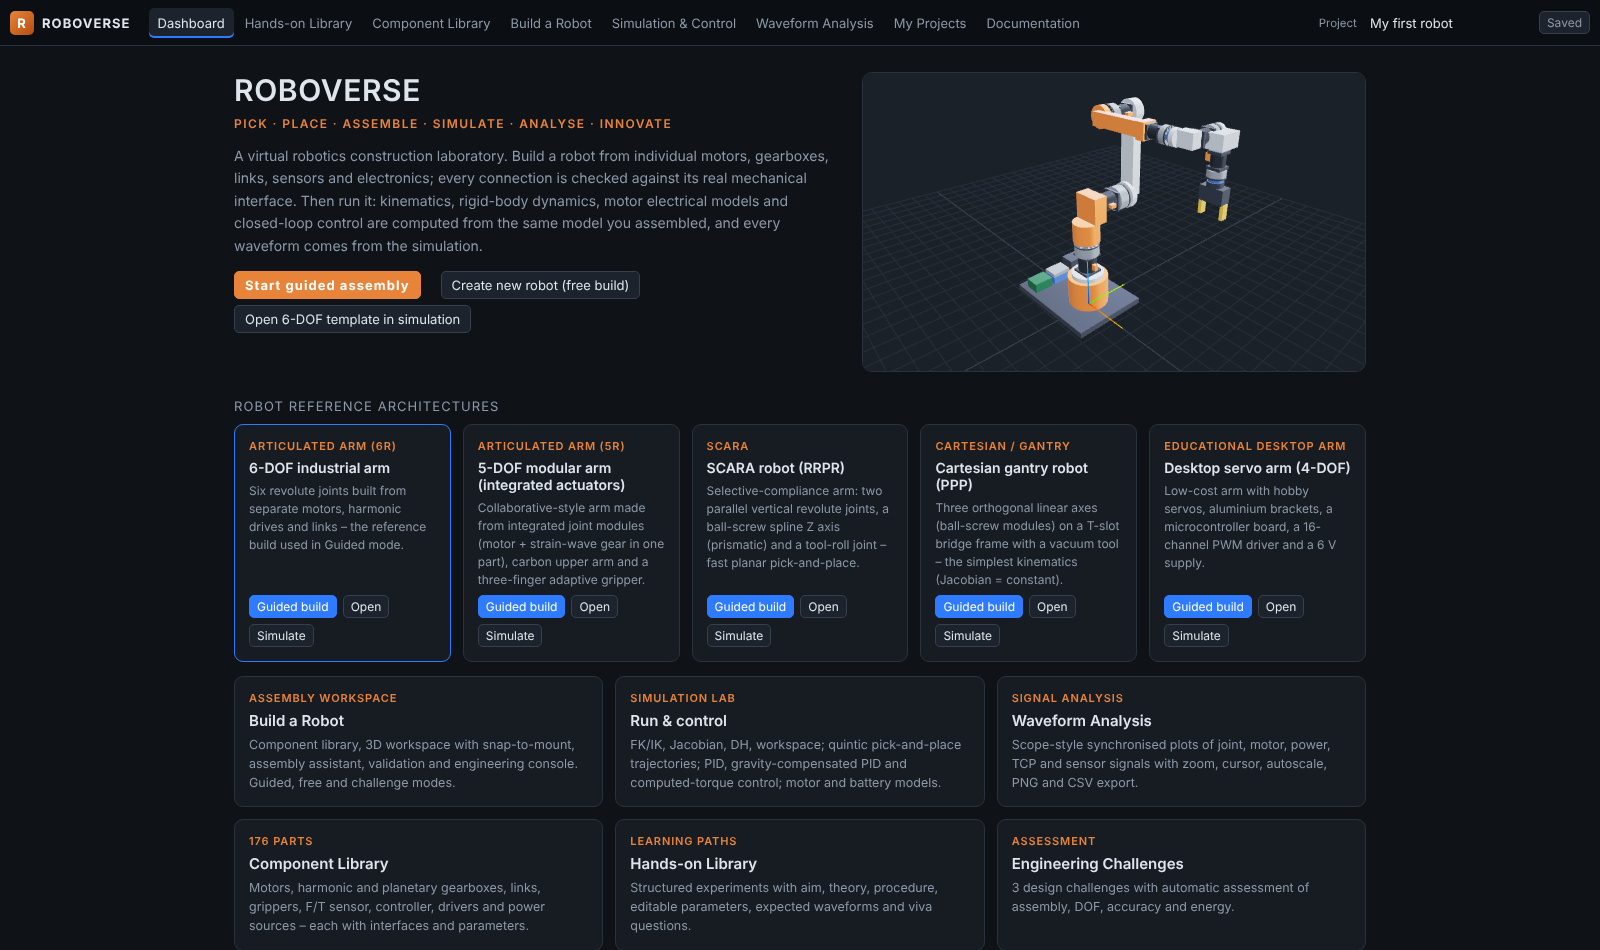 R ROBOVERSE Dashboard Hands-on Library Component Library Build a Robot Simulation & Control Waveform Analysis My Projects Documentation Project My first robot Saved
ROBOVERSE
PICK · PLACE · ASSEMBLE · SIMULATE · ANALYSE · INNOVATE
A virtual robotics construction laboratory. Build a robot from individual motors, gearboxes,
links, sensors and electronics; every connection is checked against its real mechanical
interface. Then run it: kinematics, rigid-body dynamics, motor electrical models and
closed-loop control are computed from the same model you assembled, and every
waveform comes from the simulation.
Start guided assembly Create new robot (free build)
Open 6-DOF template in simulation
ROBOT REFERENCE ARCHITECTURES
ARTICULATED ARM (6R)
6-DOF industrial arm
Six revolute joints built from
separate motors, harmonic
drives and links – the reference
build used in Guided mode.
Guided build Open
Simulate
ARTICULATED ARM (5R)
5-DOF modular arm
(integrated actuators)
Collaborative-style arm made
from integrated joint modules
(motor + strain-wave gear in one
part), carbon upper arm and a
three-finger adaptive gripper.
Guided build Open
Simulate
SCARA
SCARA robot (RRPR)
Selective-compliance arm: two
parallel vertical revolute joints, a
ball-screw spline Z axis
(prismatic) and a tool-roll joint –
fast planar pick-and-place.
Guided build Open
Simulate
CARTESIAN / GANTRY
Cartesian gantry robot
(PPP)
Three orthogonal linear axes
(ball-screw modules) on a T-slot
bridge frame with a vacuum tool
– the simplest kinematics
(Jacobian = constant).
Guided build Open
Simulate
EDUCATIONAL DESKTOP ARM
Desktop servo arm (4-DOF)
Low-cost arm with hobby
servos, aluminium brackets, a
microcontroller board, a 16-
channel PWM driver and a 6 V
supply.
Guided build Open
Simulate
ASSEMBLY WORKSPACE
Build a Robot
Component library, 3D workspace with snap-to-mount,
assembly assistant, validation and engineering console.
Guided, free and challenge modes.
SIMULATION LAB
Run & control
FK/IK, Jacobian, DH, workspace; quintic pick-and-place
trajectories; PID, gravity-compensated PID and
computed-torque control; motor and battery models.
SIGNAL ANALYSIS
Waveform Analysis
Scope-style synchronised plots of joint, motor, power,
TCP and sensor signals with zoom, cursor, autoscale,
PNG and CSV export.
176 PARTS
Component Library
Motors, harmonic and planetary gearboxes, links,
grippers, F/T sensor, controller, drivers and power
sources – each with interfaces and parameters.
LEARNING PATHS
Hands-on Library
Structured experiments with aim, theory, procedure,
editable parameters, expected waveforms and viva
questions.
ASSESSMENT
Engineering Challenges
3 design challenges with automatic assessment of
assembly, DOF, accuracy and energy.